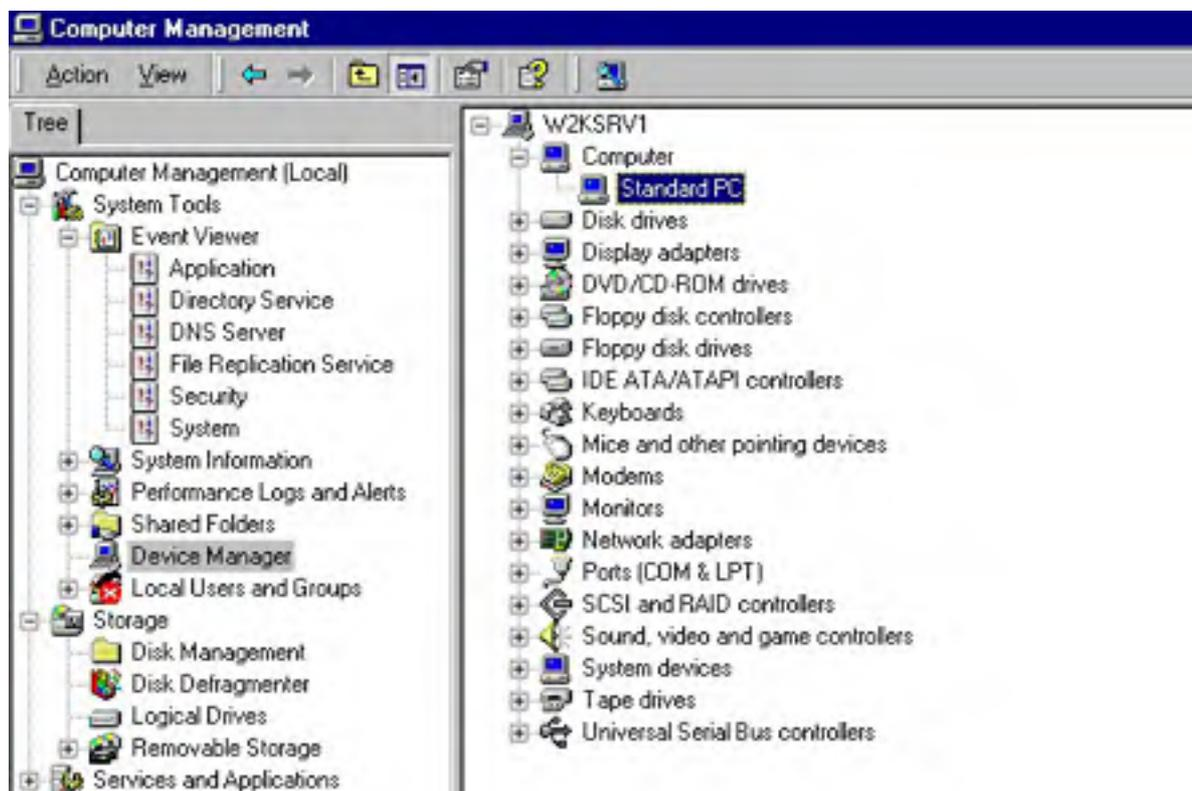 Computer Management
Action View
Tree
Computer Management (Local)
System Tools
Event Viewer
Application
Directory Service
DNS Server
File Replication Service
Security
System
System Information
Performance Logs and Alerts
Shared Folders
Device Manager
Local Users and Groups
Storage
Disk Management
Disk Defragmenter
Logical Drives
Removable Storage
Services and Applications
W2KSRV1
Computer
Standard PC
Disk drives
Display adapters
DVD/CD-ROM drives
Floppy disk controllers
Floppy disk drives
IDE ATA/ATAPI controllers
Keyboards
Mice and other pointing devices
Modems
Monitors
Network adapters
Ports (COM & LPT)
SCSI and RAID controllers
Sound, video and game controllers
System devices
Tape drives
Universal Serial Bus controllers